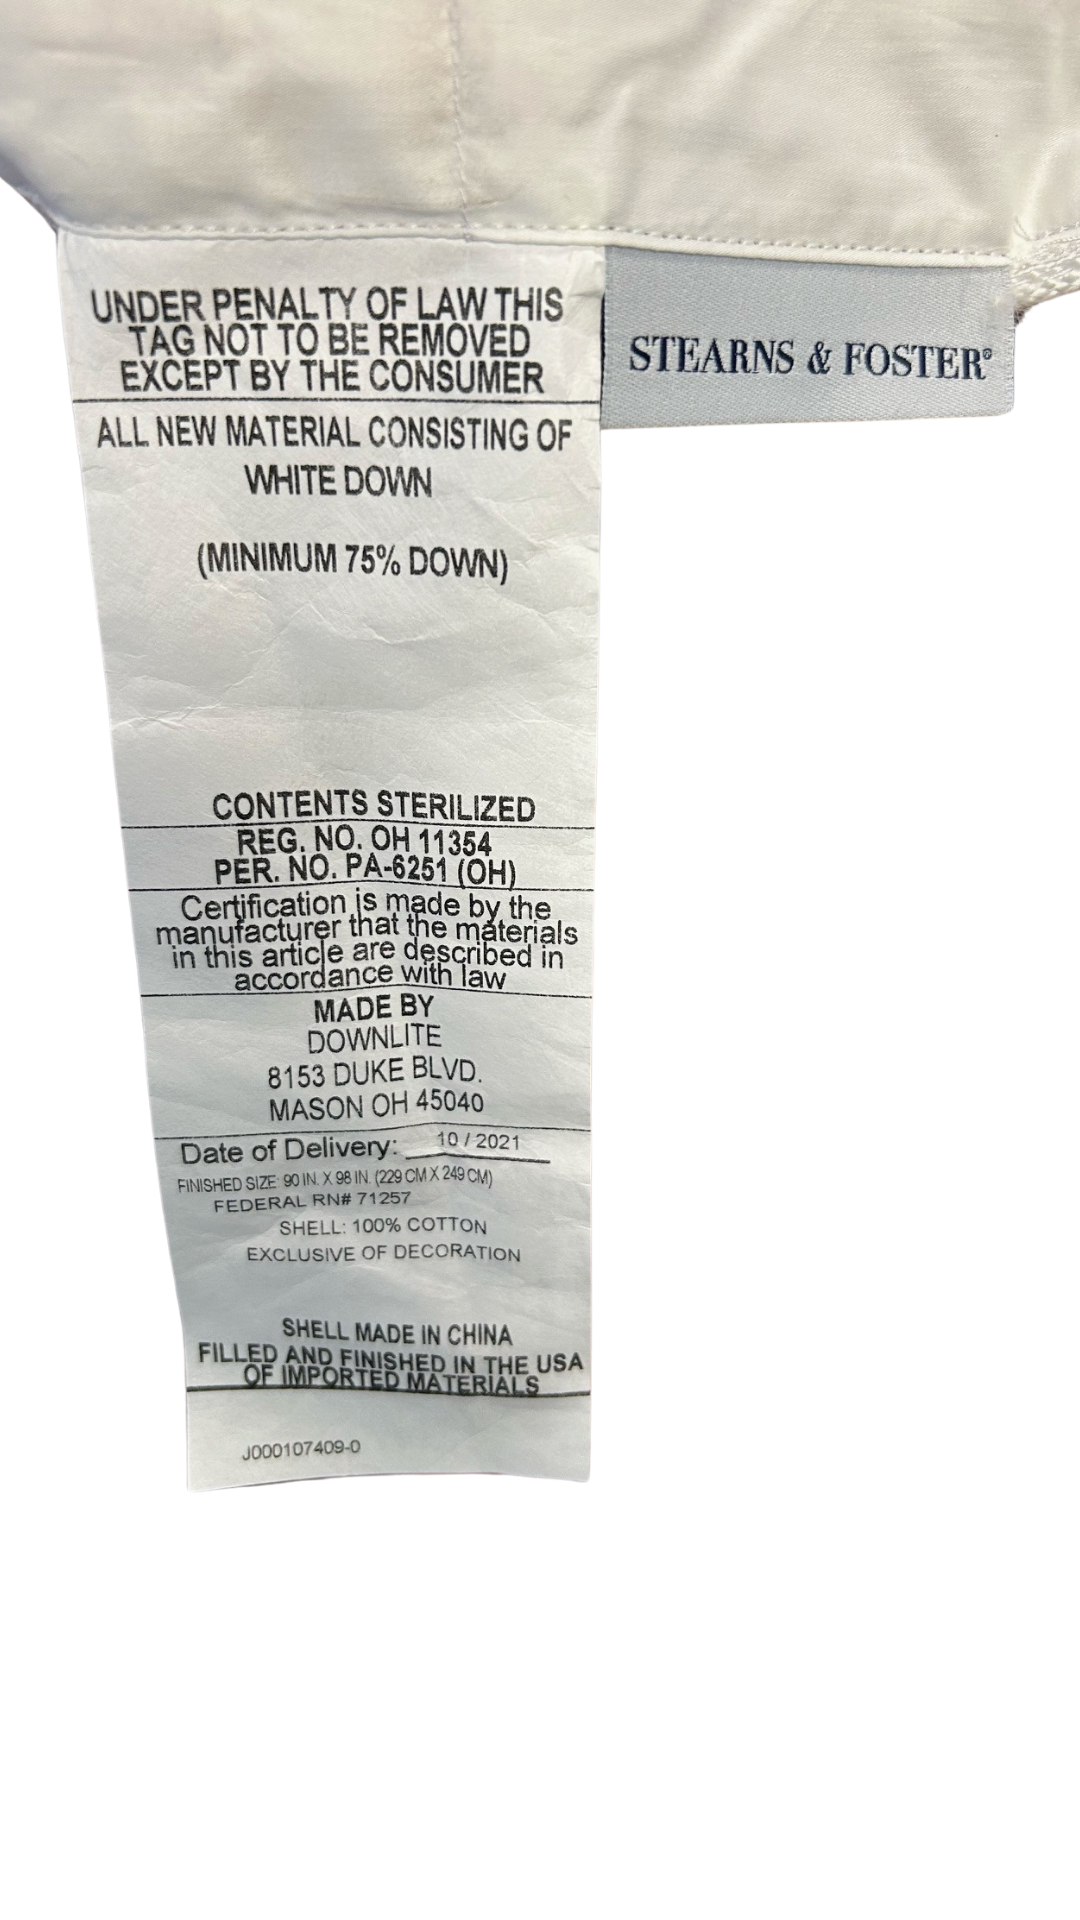 UNDER PENALTY OF LAW THIS
TAG NOT TO BE REMOVED
EXCEPT BY THE CONSUMER
ALL NEW MATERIAL CONSISTING OF
WHITE DOWN
(MINIMUM 75% DOWN)
CONTENTS STERILIZED
REG. NO. OH 11354
PER. NO. PA-6251 (OH)
Certification is made by the
manufacturer that the materials
in this article are described in
accordance with law
MADE BY
DOWNLITE
8153 DUKE BLVD.
MASON OH 45040
Date of Delivery: 10 / 2021
FINISHED SIZE: 90 IN. X 98 IN. (229 CM X 249 CM)
FEDERAL RN# 71257
SHELL: 100% COTTON
EXCLUSIVE OF DECORATION
SHELL MADE IN CHINA
FILLED AND FINISHED IN THE USA
OF IMPORTED MATERIALS
J000107409-0
STEARNS & FOSTER®